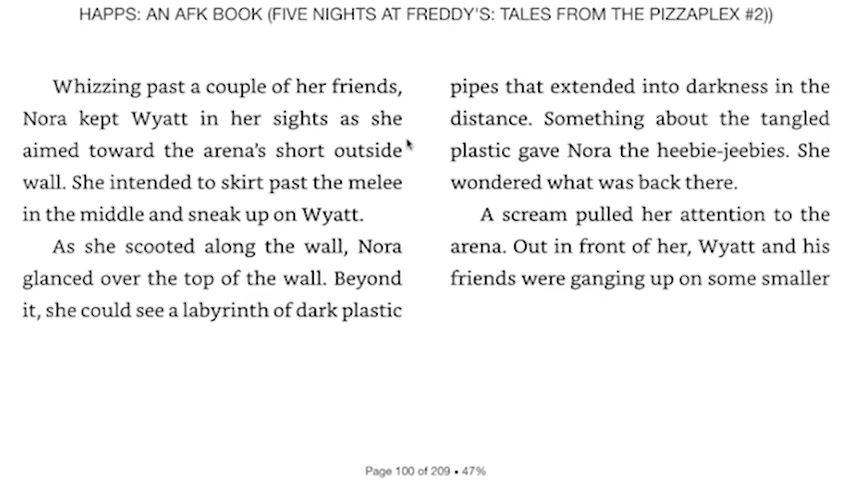 HAPPS: AN AFK BOOK (FIVE NIGHTS AT FREDDY'S: TALES FROM THE PIZZAPLEX #2))
Whizzing past a couple of her friends,
Nora kept Wyatt in her sights as she
aimed toward the arena's short outside
wall. She intended to skirt past the melee
in the middle and sneak up on Wyatt.
As she scooted along the wall, Nora
glanced over the top of the wall. Beyond
it, she could see a labyrinth of dark plastic
pipes that extended into darkness in the
distance. Something about the tangled
plastic gave Nora the heebie-jeebies. She
wondered what was back there.
A scream pulled her attention to the
arena. Out in front of her, Wyatt and his
friends were ganging up on some smaller
Page 100 of 209 • 47%